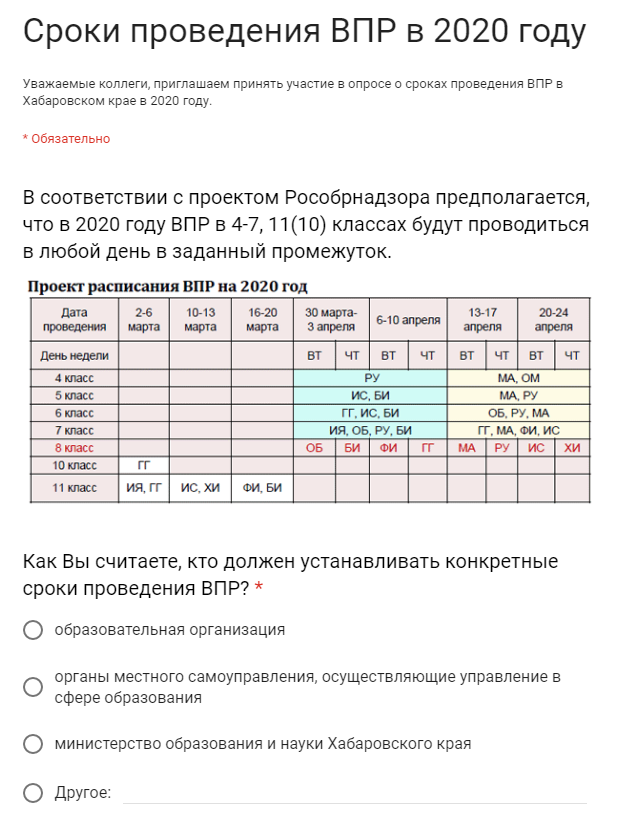 Сроки проведения ВПР в 2020 году
Уважаемые коллеги, приглашаем принять участие в опросе о сроках проведения ВПР в
Хабаровском крае в 2020 году.
* Обязательно
В соответствии с проектом Рособрнадзора предполагается,
что в 2020 году ВПР в 4-7, 11(10) классах будут проводиться
в любой день в заданный промежуток.
Проект расписания ВПР на 2020 год
Дата проведения 2-6 марта 10-13 марта 16-20 марта 30 марта-3 апреля 6-10 апреля 13-17 апреля 20-24 апреля
День недели ВТ ЧТ ВТ ЧТ ВТ ЧТ ВТ ЧТ
4 класс РУ МА, ОМ
5 класс ИС, БИ МА, РУ
6 класс ГГ, ИС, БИ ОБ, РУ, МА
7 класс ИЯ, ОБ, РУ, БИ ГГ, МА, ФИ, ИС
8 класс ОБ БИ ФИ ГГ МА РУ ИС ХИ
10 класс ГГ
11 класс ИЯ, ГГ ИС, ХИ ФИ, БИ
Как Вы считаете, кто должен устанавливать конкретные
сроки проведения ВПР? *
образовательная организация
органы местного самоуправления, осуществляющие управление в
сфере образования
министерство образования и науки Хабаровского края
Другое: